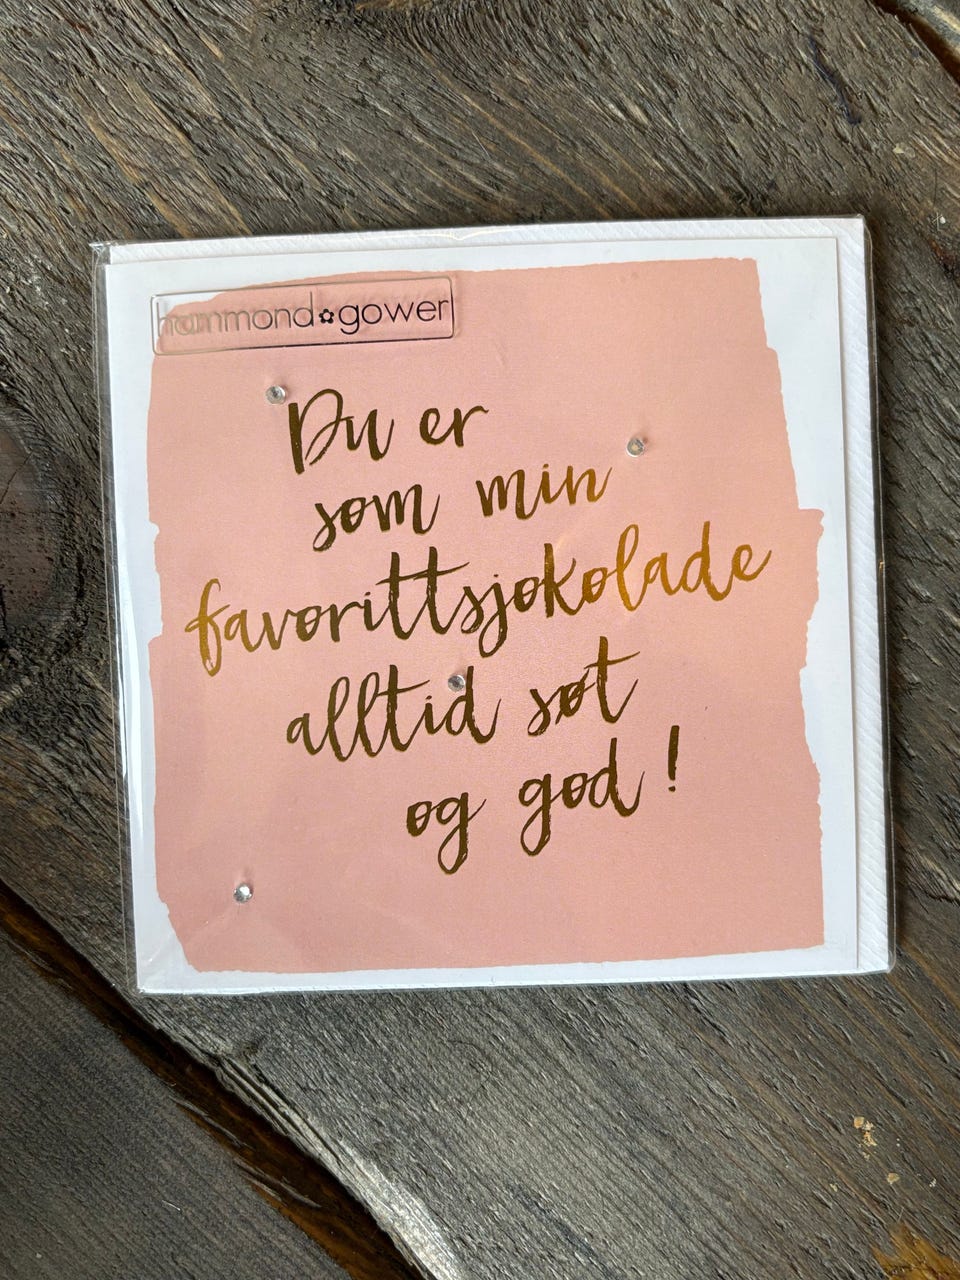 hammond gower
Du er
som min
favorittsjokolade
alltid søt
og god!